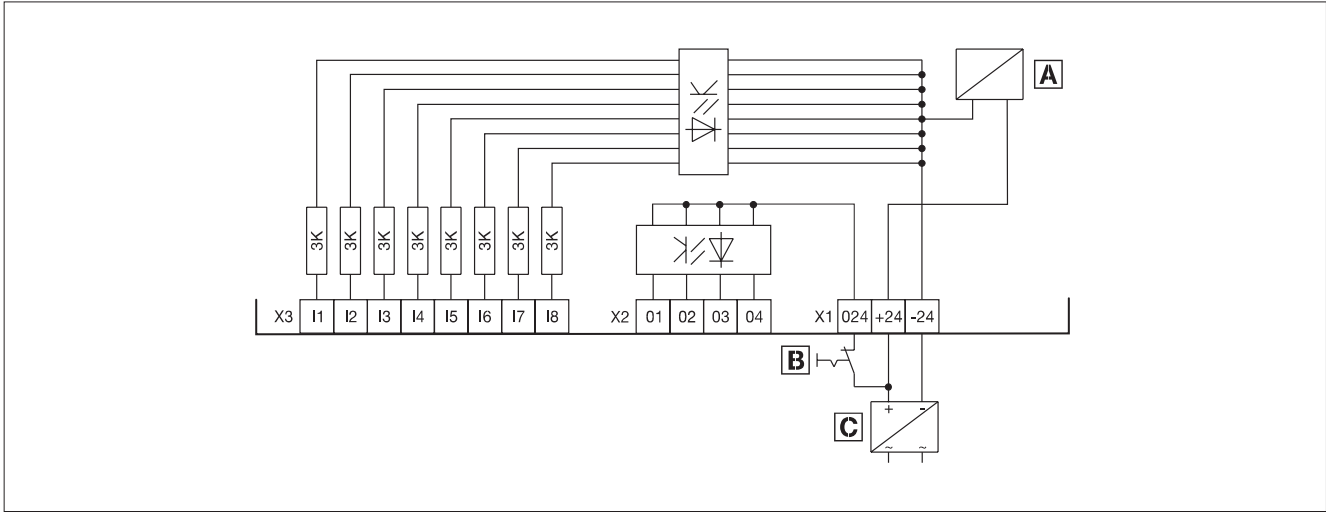 A
3K 3K 3K 3K 3K 3K 3K 3K
X3 I1 I2 I3 I4 I5 I6 I7 I8 X2 01 02 03 04 X1 024 +24 -24
B
+ -
C
~ ~